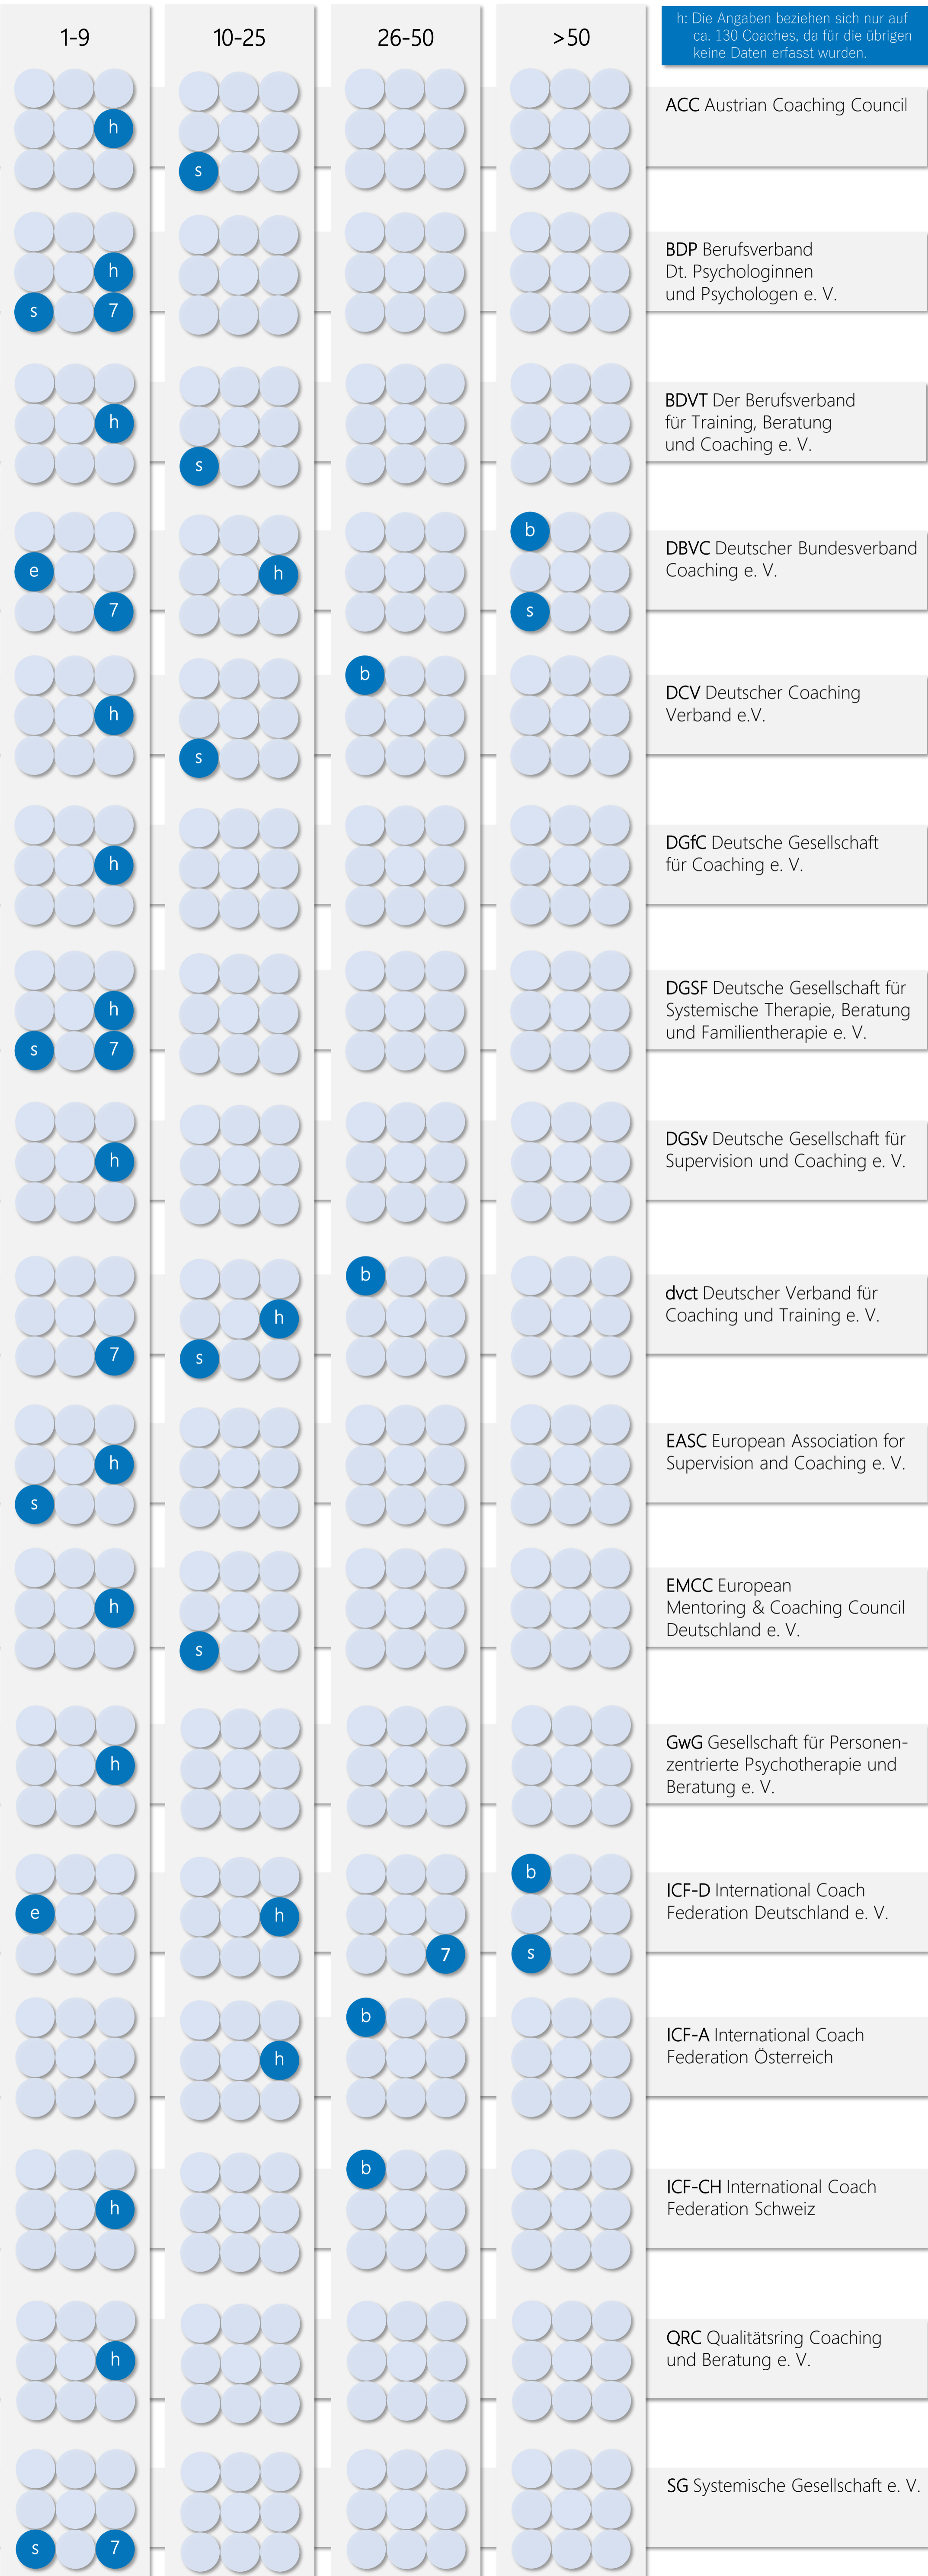 1-9
10-25
26-50
>50
h: Die Angaben beziehen sich nur auf
ca. 130 Coaches, da für die übrigen
keine Daten erfasst wurden.
h
s
ACC Austrian Coaching Council
h
s
7
BDP Berufsverband
Dt. Psychologinnen
und Psychologen e. V.
h
s
BDVT Der Berufsverband
für Training, Beratung
und Coaching e. V.
b
e
h
7
s
DBVC Deutscher Bundesverband
Coaching e. V.
b
h
s
DCV Deutscher Coaching
Verband e.V.
h
DGfC Deutsche Gesellschaft
für Coaching e. V.
h
s
7
DGSF Deutsche Gesellschaft für
Systemische Therapie, Beratung
und Familientherapie e. V.
h
DGSv Deutsche Gesellschaft für
Supervision und Coaching e. V.
b
h
7
s
dvct Deutscher Verband für
Coaching und Training e. V.
h
s
EASC European Association for
Supervision and Coaching e. V.
h
s
EMCC European
Mentoring & Coaching Council
Deutschland e. V.
h
GwG Gesellschaft für Personen-
zentrierte Psychotherapie und
Beratung e. V.
b
e
h
7
s
ICF-D International Coach
Federation Deutschland e. V.
b
h
ICF-A International Coach
Federation Österreich
b
h
ICF-CH International Coach
Federation Schweiz
h
QRC Qualitätsring Coaching
und Beratung e. V.
s
7
SG Systemische Gesellschaft e. V.